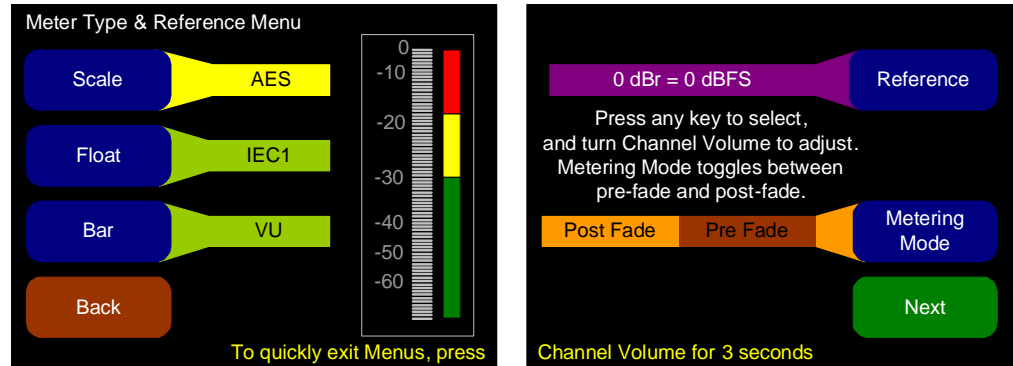 Meter Type & Reference Menu
Scale
AES
Float
IEC1
Bar
VU
Back
0
-10
-20
-30
-40
-50
-60
To quickly exit Menus, press
0 dBr = 0 dBFS
Reference
Press any key to select,
and turn Channel Volume to adjust.
Metering Mode toggles between
pre-fade and post-fade.
Post Fade
Pre Fade
Metering
Mode
Next
Channel Volume for 3 seconds